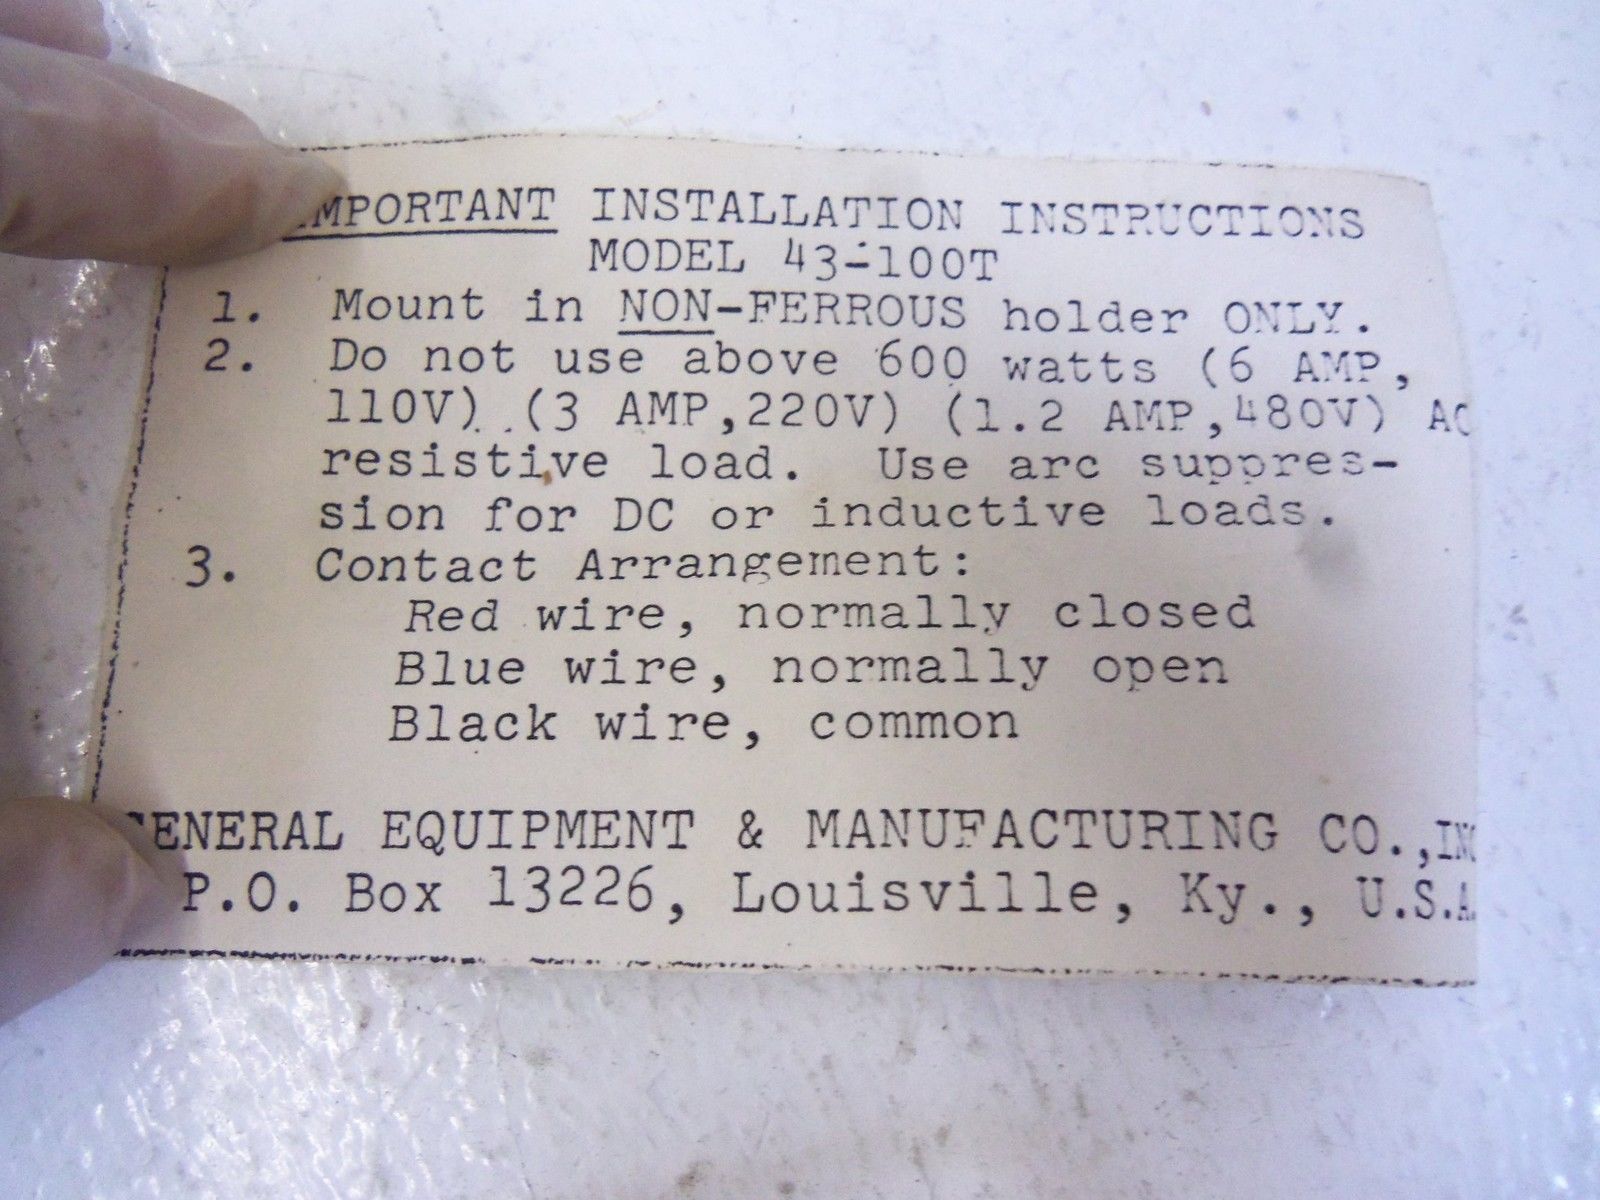 IMPORTANT INSTALLATION INSTRUCTIONS
MODEL 43-100T
1. Mount in NON-FERROUS holder ONLY.
2. Do not use above 600 watts (6 AMP,
110V) (3 AMP,220V) (1.2 AMP,480V) AC
resistive load. Use arc suppres-
sion for DC or inductive loads.
3. Contact Arrangement:
Red wire, normally closed
Blue wire, normally open
Black wire, common
GENERAL EQUIPMENT & MANUFACTURING CO.,INC
P.O. Box 13226, Louisville, Ky., U.S.A.